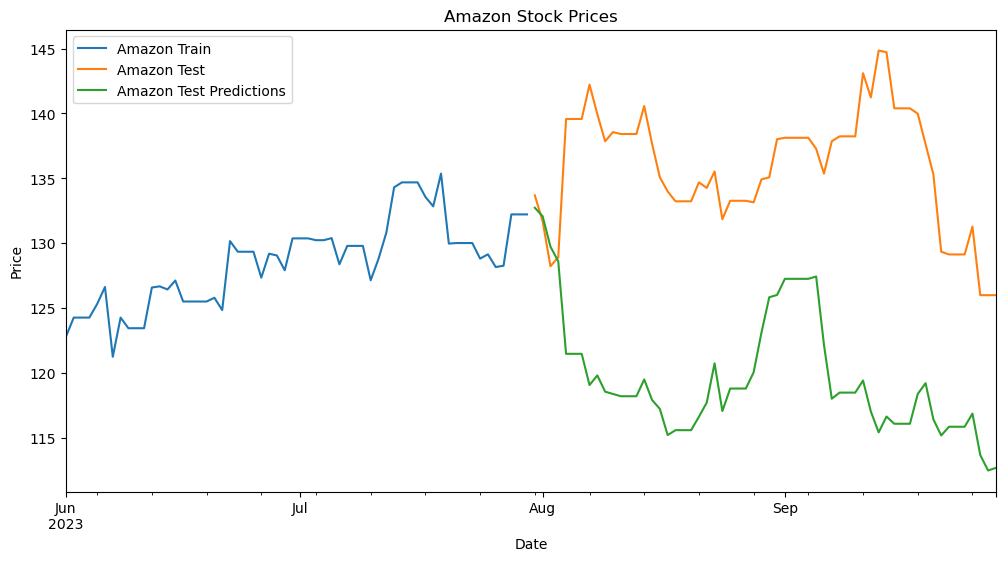 Amazon Stock Prices
Amazon Train
Amazon Test
Amazon Test Predictions
145
140
135
130
125
120
115
Price
Jun Jul Aug Sep
2023
Date